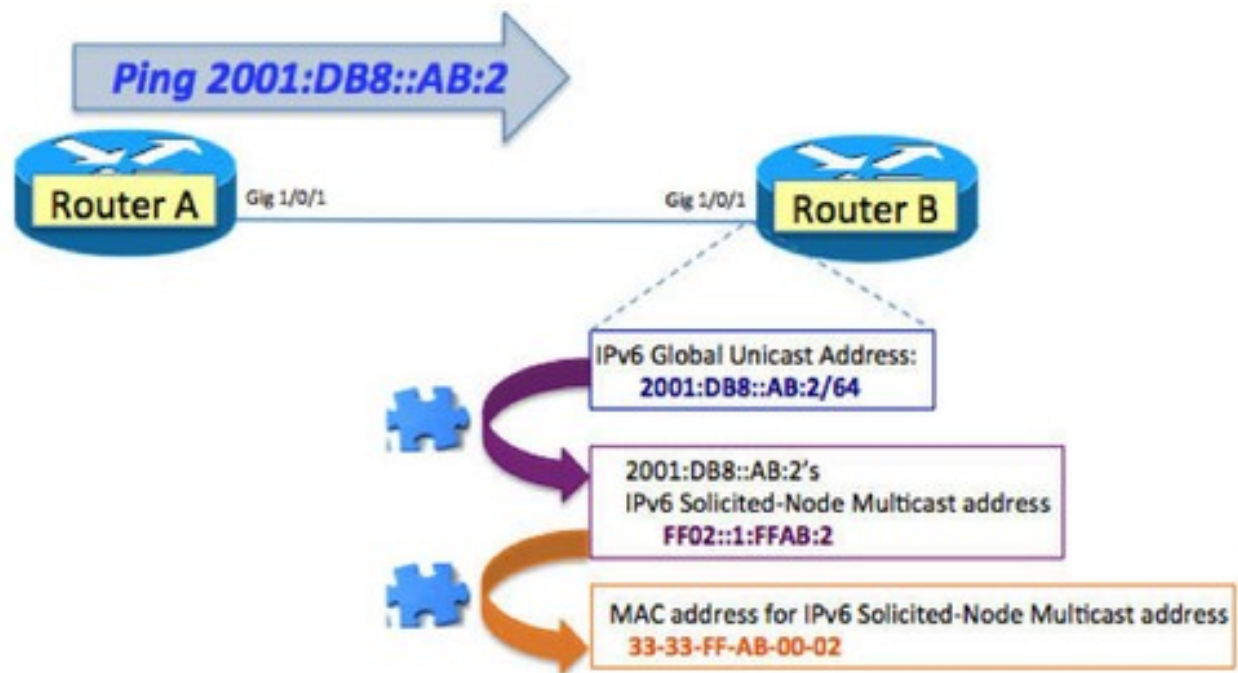 Ping 2001:DB8::AB:2
Router A
Gig 1/0/1
Gig 1/0/1
Router B
IPv6 Global Unicast Address:
2001:DB8::AB:2/64
2001:DB8::AB:2's
IPv6 Solicited-Node Multicast address
FF02::1:FFAB:2
MAC address for IPv6 Solicited-Node Multicast address
33-33-FF-AB-00-02